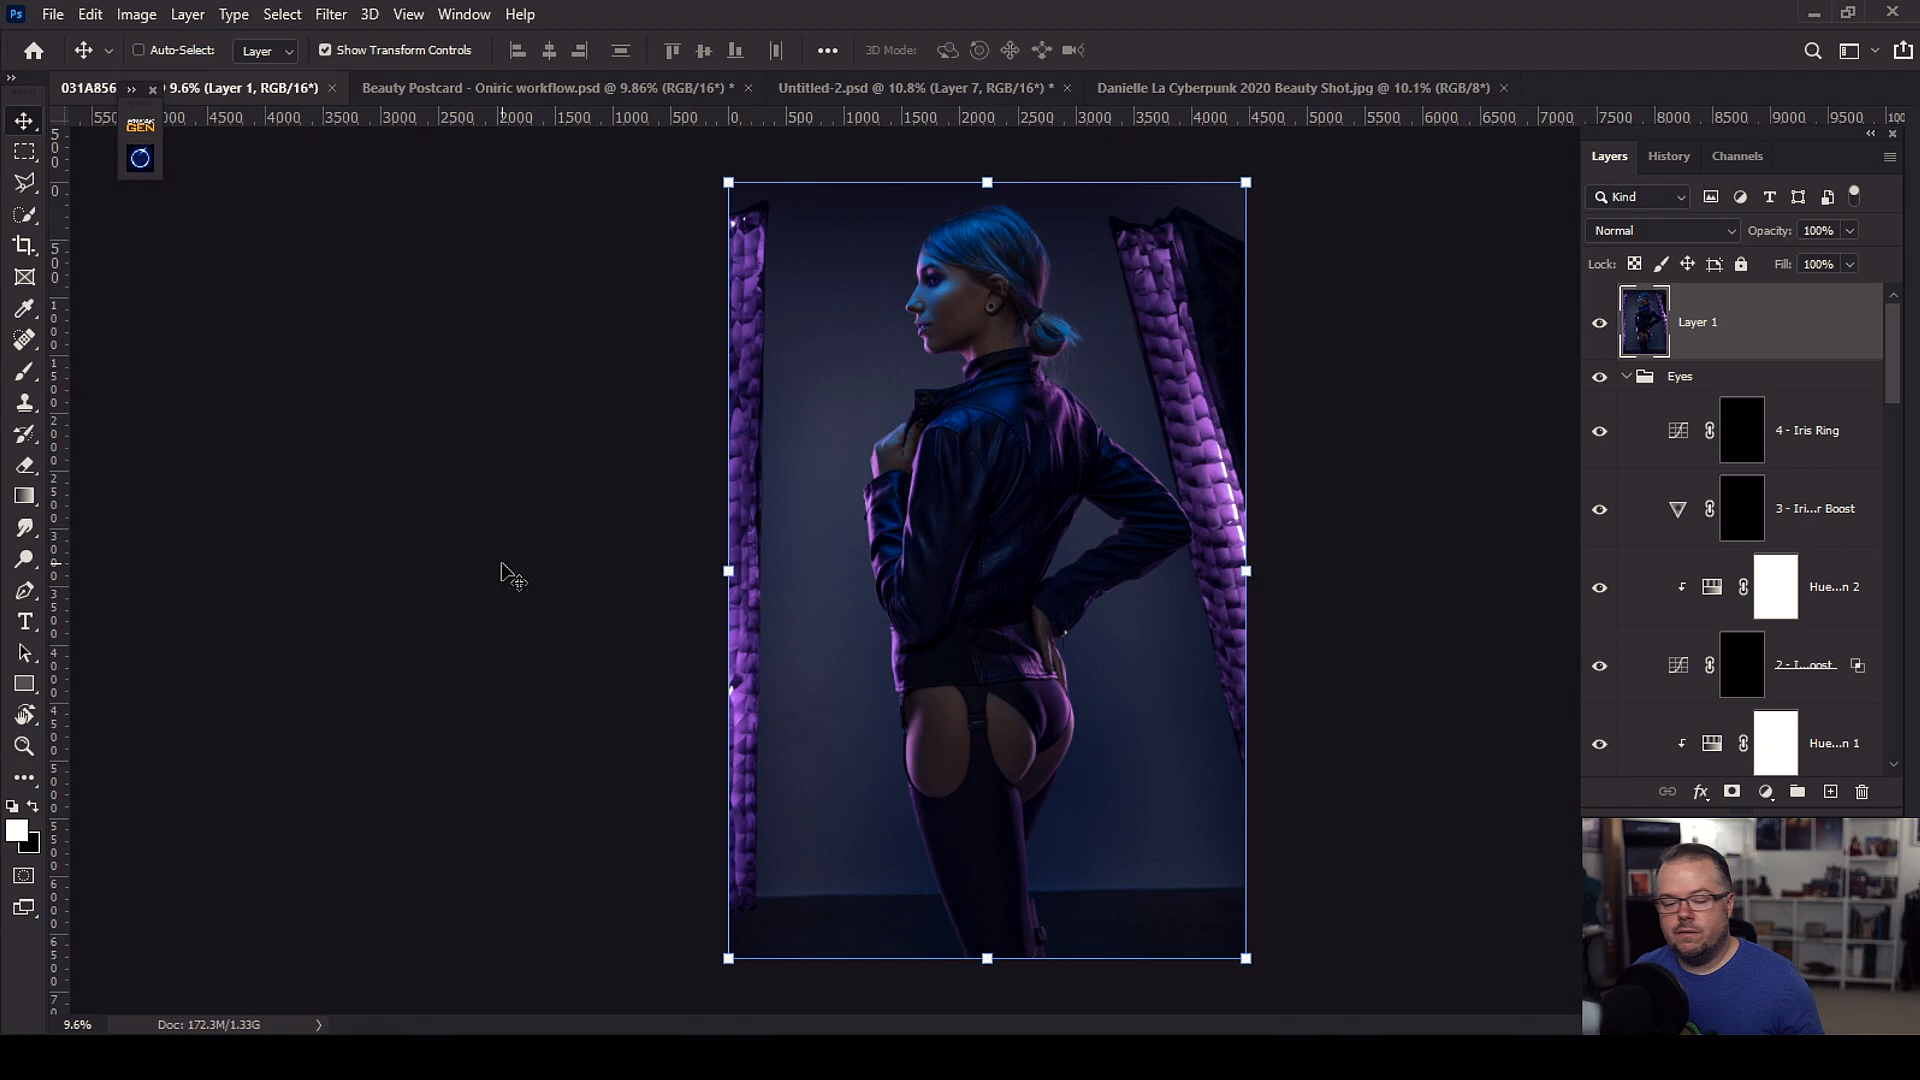 Ps File Edit Image Layer Type Select Filter 3D View Window Help
Auto-Select: Layer Show Transform Controls 3D Mode:
031A856 @ 9.6% (Layer 1, RGB/16*) Beauty Postcard - Oniric workflow.psd @ 9.86% (RGB/16*) * Untitled-2.psd @ 10.8% (Layer 7, RGB/16*) * Danielle La Cyberpunk 2020 Beauty Shot.jpg @ 10.1% (RGB/8*)
4500 4000 3500 3000 2500 2000 1500 1000 500 0 500 1000 1500 2000 2500 3000 3500 4000 4500 5000 5500 6000 6500 7000 7500 8000 8500 9000 9500
GEN
Layers History Channels
Kind
Normal Opacity: 100%
Lock: Fill: 100%
Layer 1
Eyes
4 - Iris Ring
3 - Iri...r Boost
Hue...n 2
2 - I...oost
Hue...n 1
fx
9.6% Doc: 172.3M/1.33G